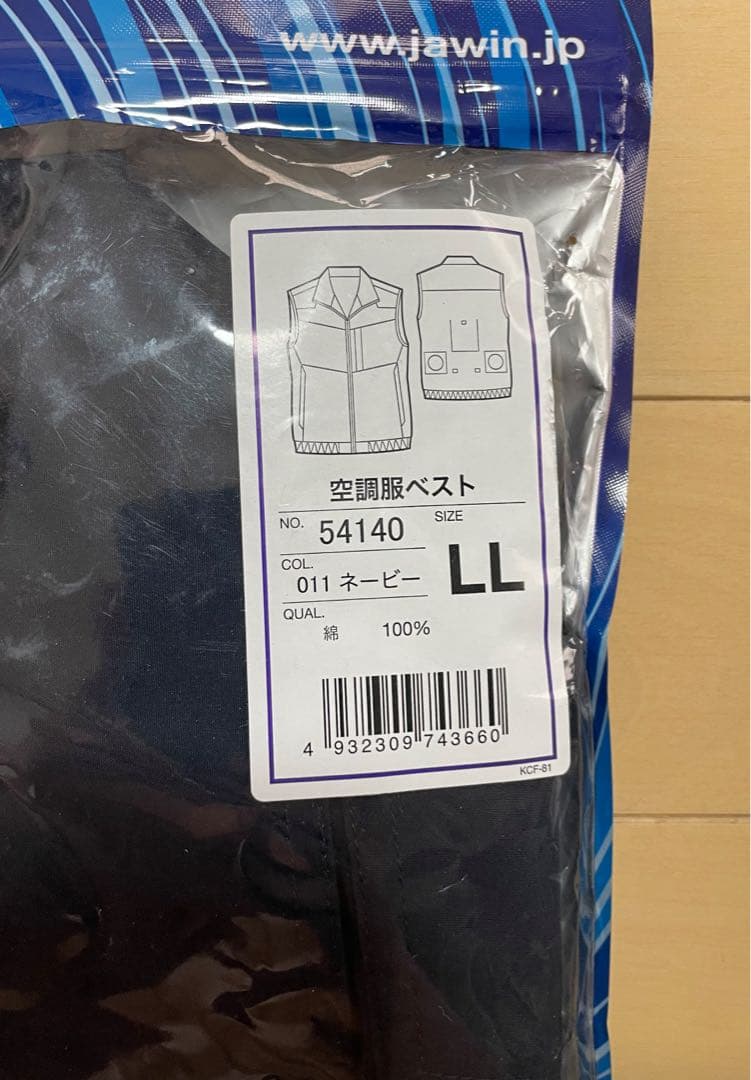 www.jawin.jp
空調服ベスト
NO. 54140
SIZE
LL
COL.
011 ネービー
QUAL.
綿 100%
4 932309 743660
KCF-81